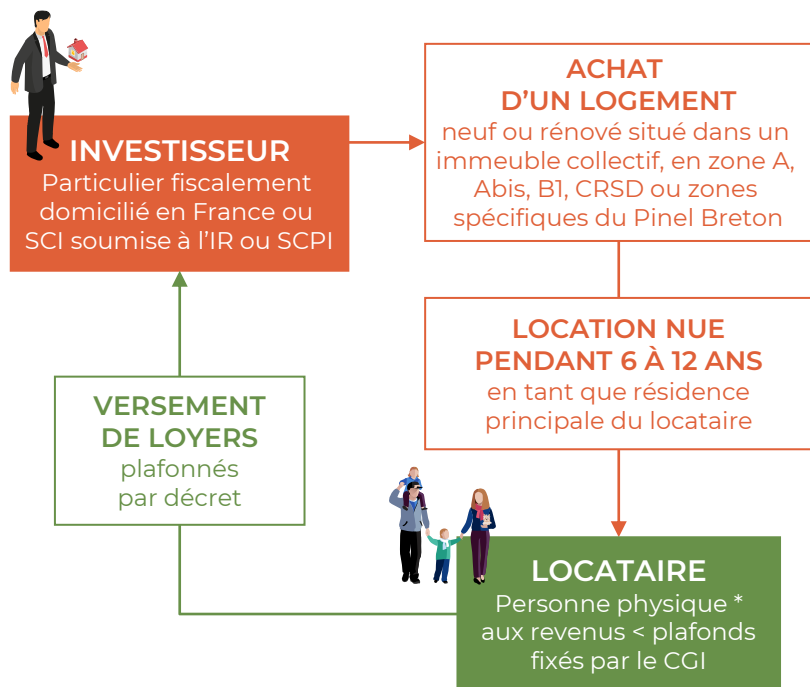 INVESTISSEUR
Particulier fiscalement
domicilié en France ou
SCI soumise à l'IR ou SCPI
ACHAT
D'UN LOGEMENT
neuf ou rénové situé dans un
immeuble collectif, en zone A,
Abis, B1, CRSD ou zones
spécifiques du Pinel Breton
LOCATION NUE
PENDANT 6 À 12 ANS
en tant que résidence
principale du locataire
LOCATAIRE
Personne physique *
aux revenus < plafonds
fixés par le CGI
VERSEMENT
DE LOYERS
plafonnés
par décret